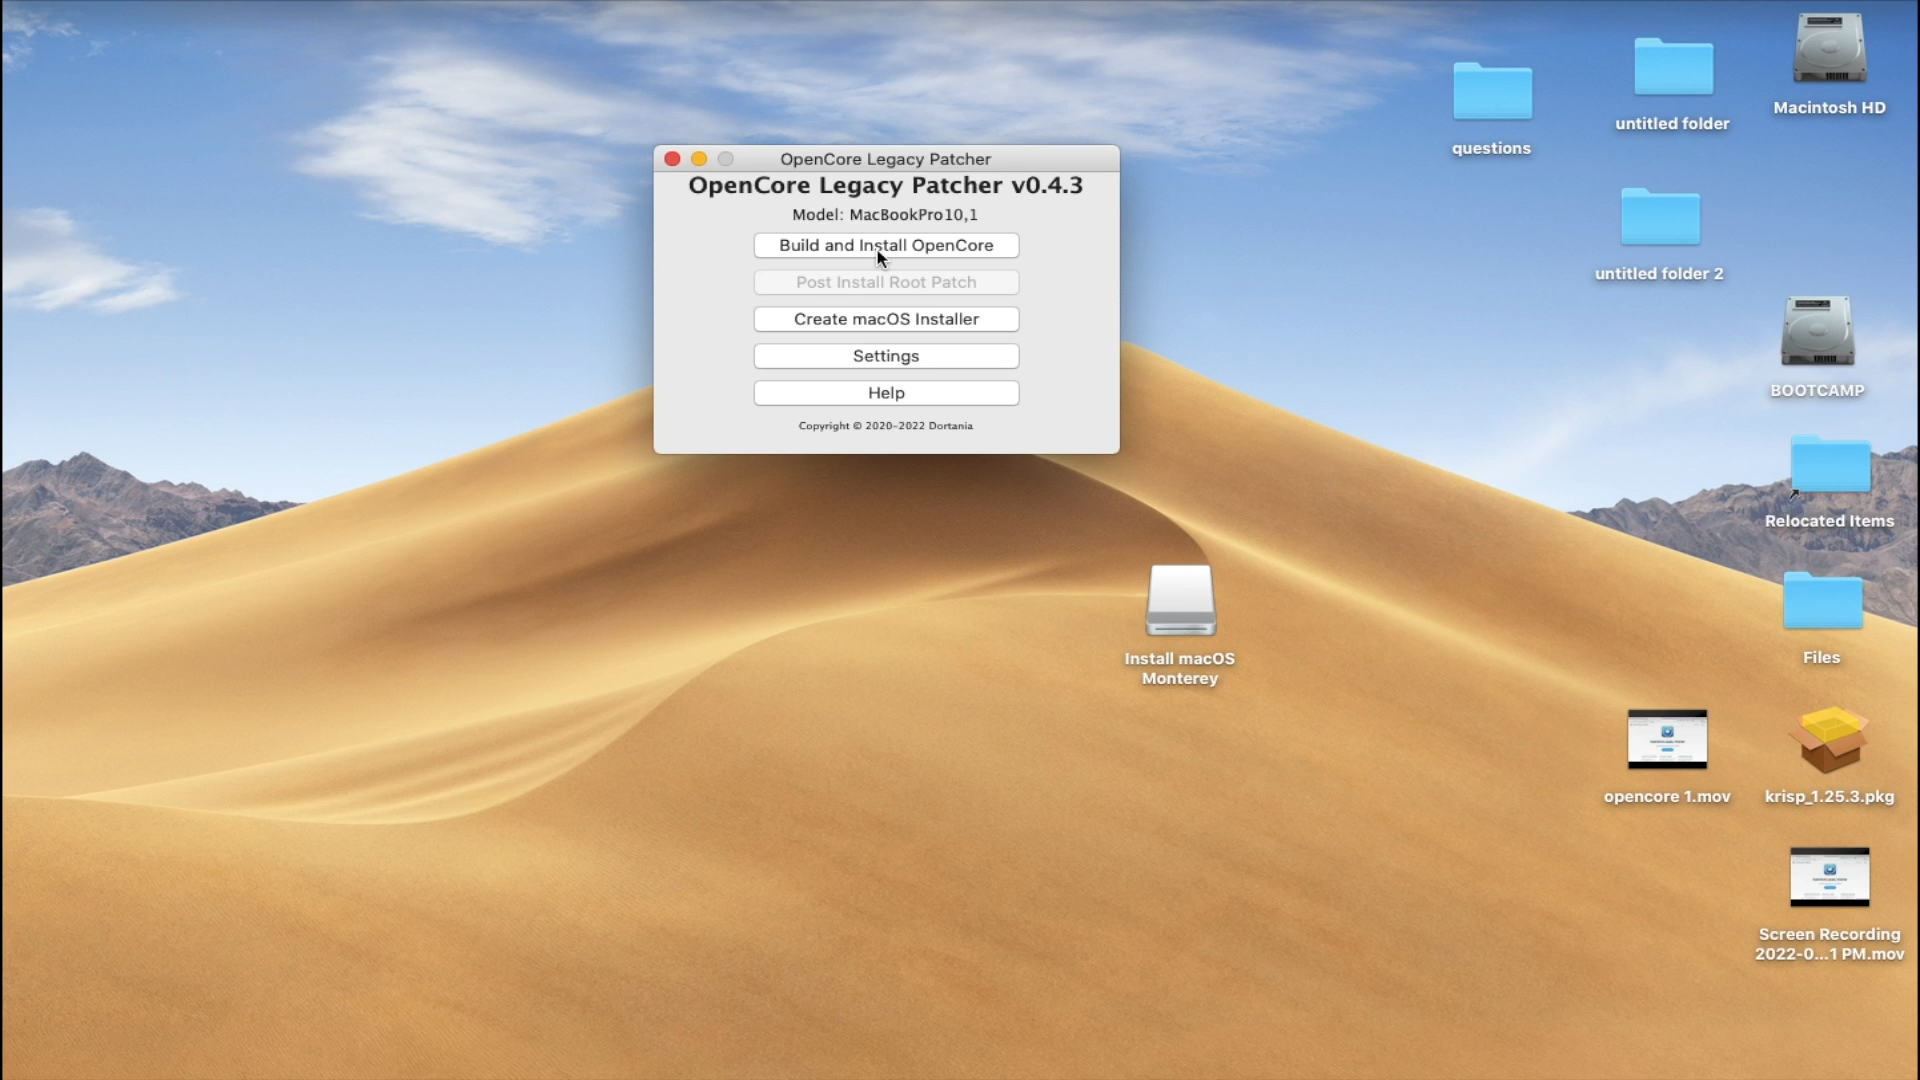 OpenCore Legacy Patcher
OpenCore Legacy Patcher v0.4.3
Model: MacBookPro10,1
Build and Install OpenCore
Post Install Root Patch
Create macOS Installer
Settings
Help
Copyright © 2020-2022 Dortania
questions
untitled folder
Macintosh HD
untitled folder 2
BOOTCAMP
Relocated Items
Files
Install macOS
Monterey
opencore 1.mov
krisp_1.25.3.pkg
Screen Recording
2022-0...1 PM.mov